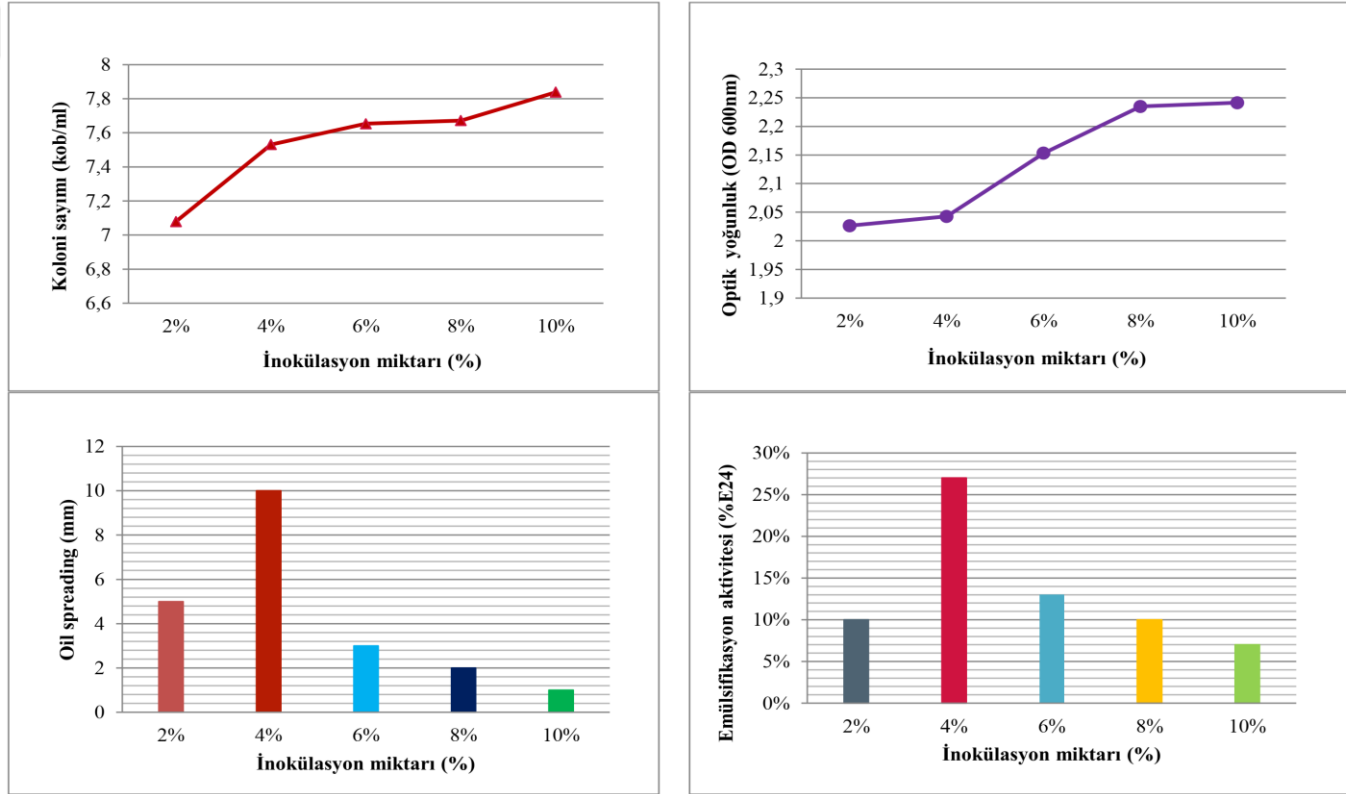 Koloni sayımı (kob/ml)
8
7,8
7,6
7,4
7,2
7
6,8
6,6
2% 4% 6% 8% 10%
İnokülasyon miktarı (%)
Optik yoğunluk (OD 600nm)
2,3
2,25
2,2
2,15
2,1
2,05
2
1,95
1,9
2% 4% 6% 8% 10%
İnokülasyon miktarı (%)
Oil spreading (mm)
12
10
8
6
4
2
0
2% 4% 6% 8% 10%
İnokülasyon miktarı (%)
Emülsifikasyon aktivitesi (%E24)
30%
25%
20%
15%
10%
5%
0%
2% 4% 6% 8% 10%
İnokülasyon miktarı (%)